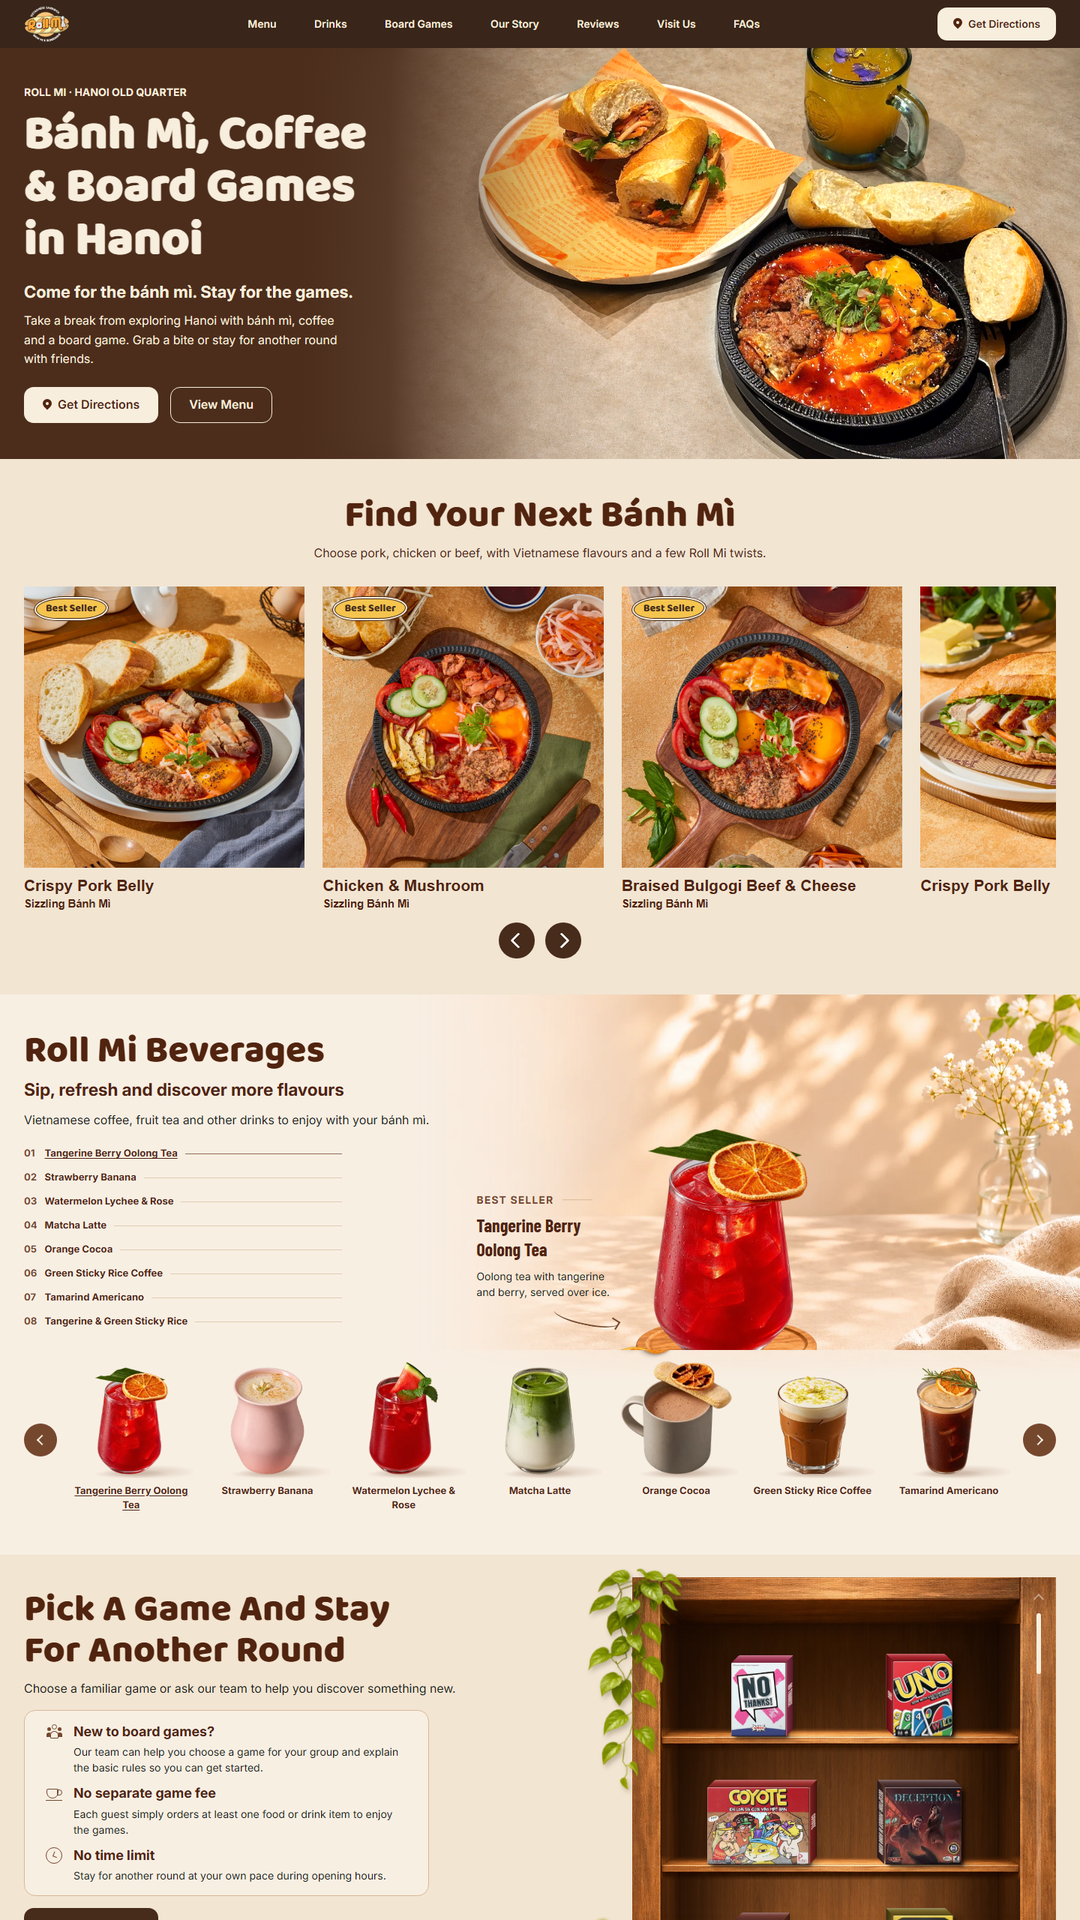 Roll Mi
Menu
Drinks
Board Games
Our Story
Reviews
Visit Us
FAQs
Get Directions
ROLL MI · HANOI OLD QUARTER
Bánh Mì, Coffee
& Board Games
in Hanoi
Come for the bánh mì. Stay for the games.
Take a break from exploring Hanoi with bánh mì, coffee
and a board game. Grab a bite or stay for another round
with friends.
Get Directions
View Menu
Find Your Next Bánh Mì
Choose pork, chicken or beef, with Vietnamese flavours and a few Roll Mi twists.
Best Seller
Best Seller
Best Seller
Crispy Pork Belly
Sizzling Bánh Mì
Chicken & Mushroom
Sizzling Bánh Mì
Braised Bulgogi Beef & Cheese
Sizzling Bánh Mì
Crispy Pork Belly
Roll Mi Beverages
Sip, refresh and discover more flavours
Vietnamese coffee, fruit tea and other drinks to enjoy with your bánh mì.
01 Tangerine Berry Oolong Tea
02 Strawberry Banana
03 Watermelon Lychee & Rose
04 Matcha Latte
05 Orange Cocoa
06 Green Sticky Rice Coffee
07 Tamarind Americano
08 Tangerine & Green Sticky Rice
BEST SELLER
Tangerine Berry
Oolong Tea
Oolong tea with tangerine
and berry, served over ice.
Tangerine Berry Oolong
Tea
Strawberry Banana
Watermelon Lychee &
Rose
Matcha Latte
Orange Cocoa
Green Sticky Rice Coffee
Tamarind Americano
Pick A Game And Stay
For Another Round
Choose a familiar game or ask our team to help you discover something new.
New to board games?
Our team can help you choose a game for your group and explain
the basic rules so you can get started.
No separate game fee
Each guest simply orders at least one food or drink item to enjoy
the games.
No time limit
Stay for another round at your own pace during opening hours.
NO
THANKS!
UNO
COYOTE
DECEPTION